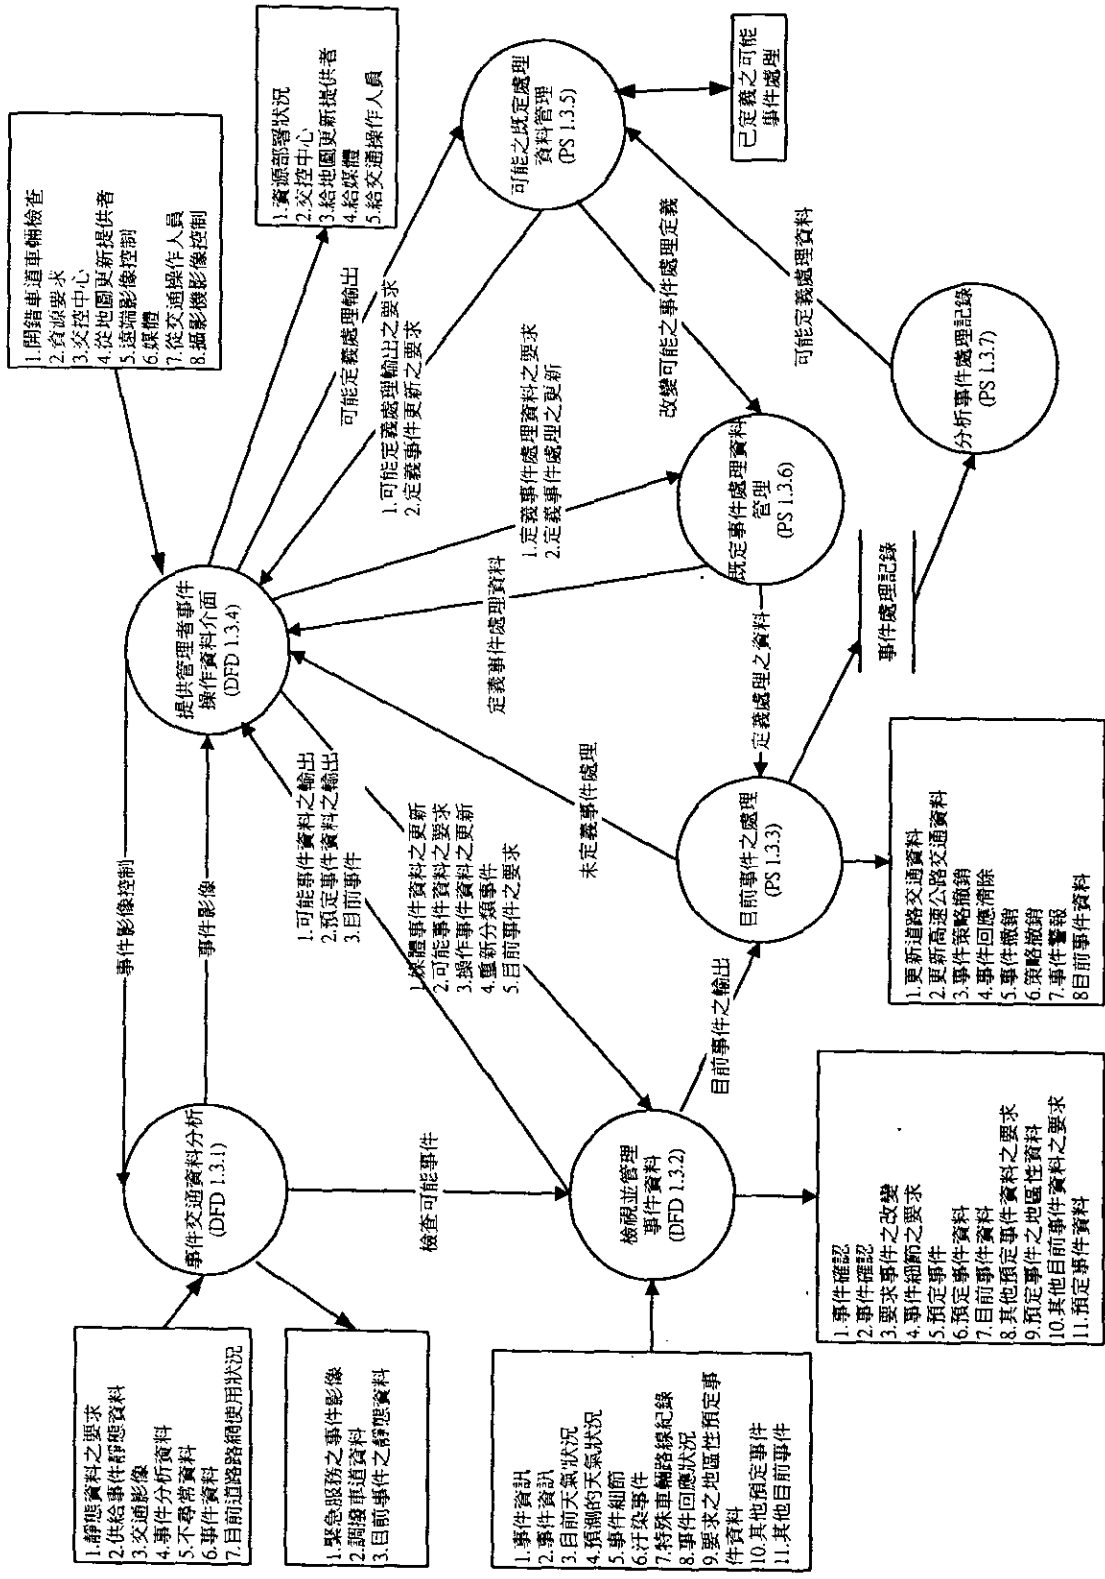 1.靜態資料之要求
2.供給事件靜態資料
3.交通影像
4.事件分析資料
5.不尋常資料
6.事件資料
7.目前道路路網使用狀況
1.緊急服務之事件影像
2.調撥車道資料
3.目前事件之靜態資料
事件交通資料分析
(DFD 1.3.1)
事件影像控制
事件影像
檢查可能事件
提供管理者事件
操作資料介面
(DFD 1.3.4)
1.開錯車道車輛檢查
2.資源要求
3.交控中心
4.從地圖更新提供者
5.遠端影像控制
6.媒體
7.從交通操作人員
8.攝影機影像控制
1.資源部署狀況
2.交控中心
3.給地圖更新提供者
4.給媒體
5.給交通操作人員
可能定義處理輸出
1.可能定義處理輸出之要求
2.定義事件更新之要求
可能之既定處理
資料管理
(PS 1.3.5)
已定義之可能
事件處理
1.可能事件資料之輸出
2.預定事件資料之輸出
3.目前事件
1.媒體事件資料之更新
2.可能事件資料之要求
3.操作事件資料之更新
4.重新分類事件
5.目前事件之要求
未定義事件處理
定義事件處理資料
1.定義事件處理資料之要求
2.定義事件處理之更新
改變可能之事件處理定義
可能定義處理資料
1.事件資訊
2.事件資訊
3.目前天氣狀況
4.預測的天氣狀況
5.事件細節
6.汙染事件
7.特殊車輛路線紀錄
8.事件回應狀況
9.要求之地區性預定事
件資料
10.其他預定事件
11.其他目前事件
檢視並管理
事件資料
(DFD 1.3.2)
目前事件之輸出
目前事件之處理
(PS 1.3.3)
定義處理之資料
既定事件處理資料
管理
(PS 1.3.6)
事件處理記錄
分析事件處理記錄
(PS 1.3.7)
1.事件確認
2.事件確認
3.要求事件之改變
4.事件細節之要求
5.預定事件
6.預定事件資料
7.目前事件資料
8.其他預定事件資料之要求
9.預定事件之地區性資料
10.其他目前事件資料之要求
11.預定事件資料
1.更新道路交通資料
2.更新高速公路交通資料
3.事件策略撤銷
4.事件回應清除
5.事件撤銷
6.策略撤銷
7.事件警報
8目前事件資料